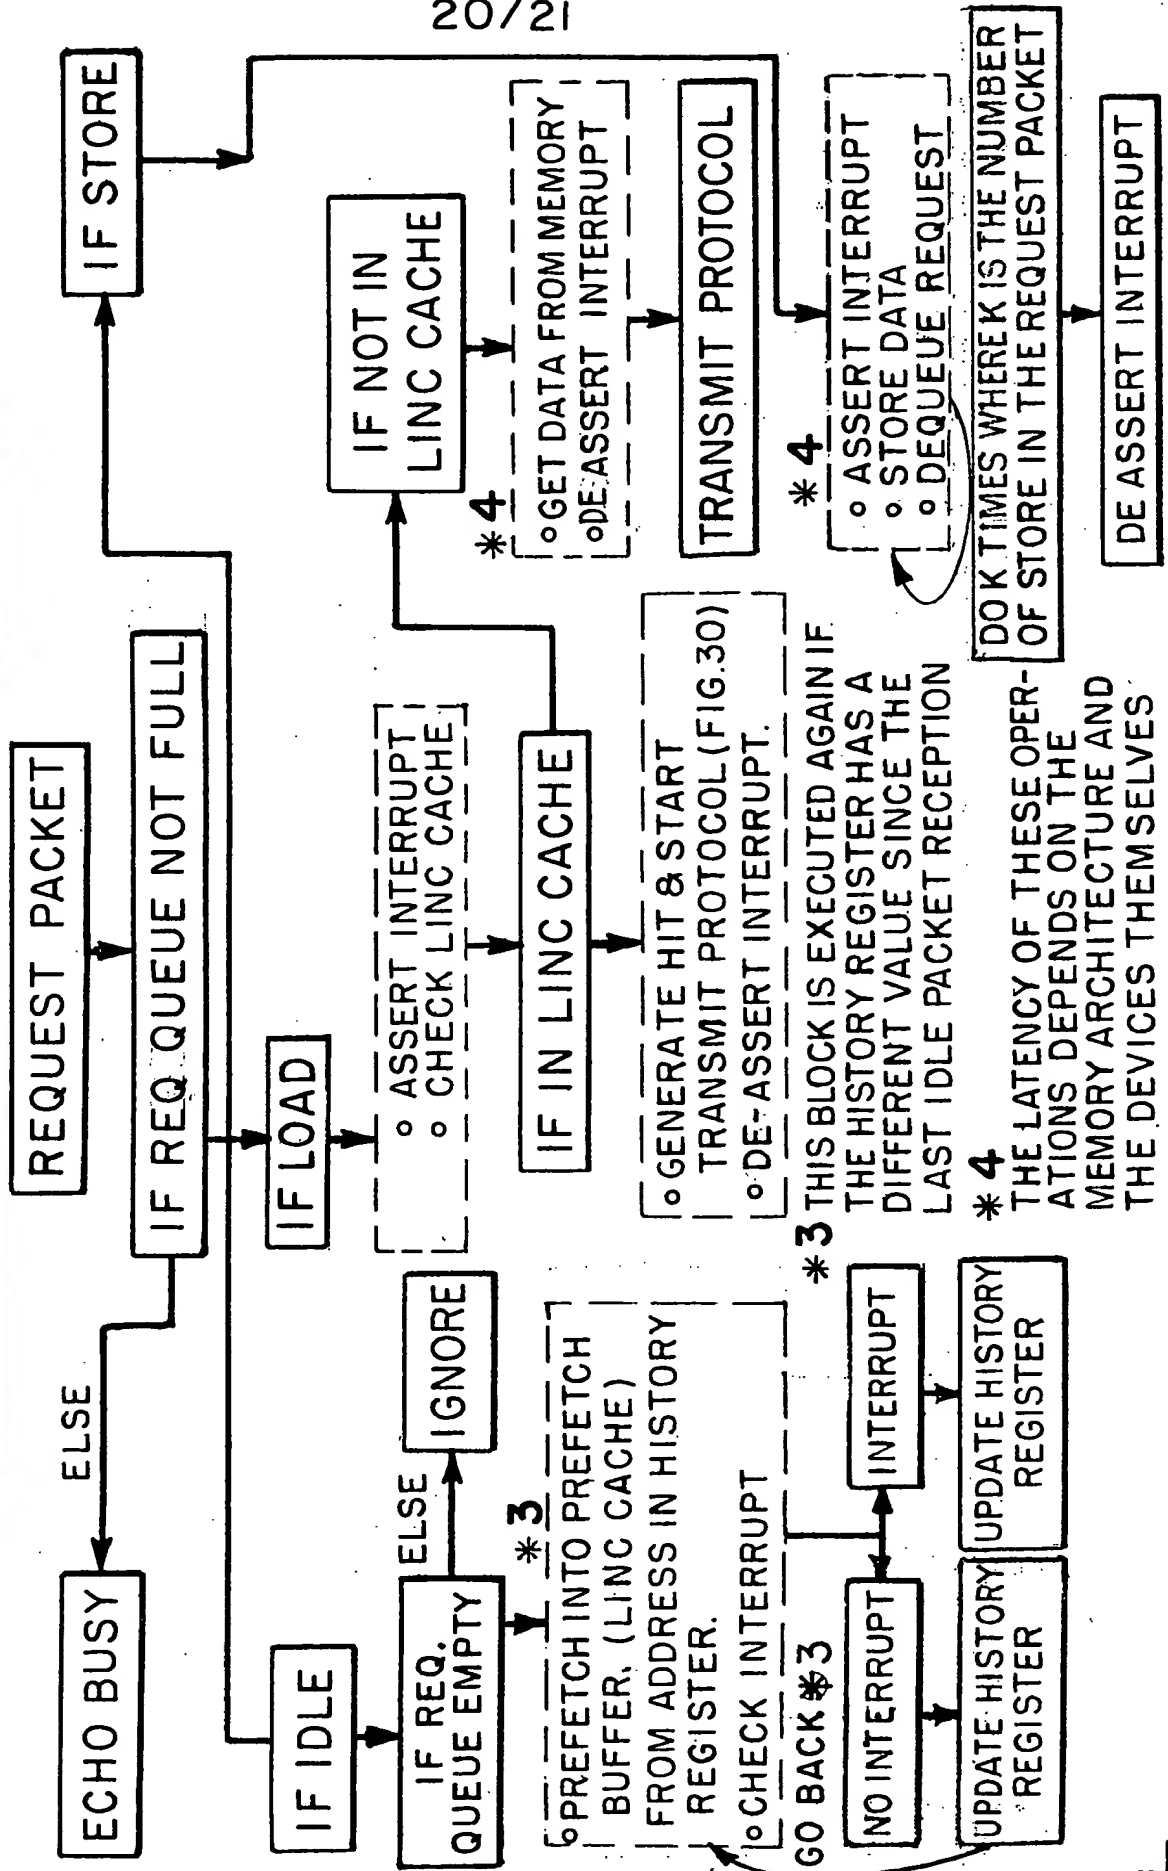 20/21
REQUEST PACKET
IF REQ QUEUE NOT FULL
ELSE
ECHO BUSY
IF IDLE
IF REQ.
QUEUE EMPTY
ELSE
IGNORE
*3
o PREFETCH INTO PREFETCH
BUFFER. (LINC CACHE)
FROM ADDRESS IN HISTORY
REGISTER.
o CHECK INTERRUPT
GO BACK *3
NO INTERRUPT
INTERRUPT
UPDATE HISTORY
REGISTER
UPDATE HISTORY
REGISTER
IF LOAD
o ASSERT INTERRUPT
o CHECK LINC CACHE
IF IN LINC CACHE
o GENERATE HIT & START
TRANSMIT PROTOCOL (FIG.30)
o DE-ASSERT INTERRUPT.
*3 THIS BLOCK IS EXECUTED AGAIN IF
THE HISTORY REGISTER HAS A
DIFFERENT VALUE SINCE THE
LAST IDLE PACKET RECEPTION
*4
THE LATENCY OF THESE OPER-
ATIONS DEPENDS ON THE
MEMORY ARCHITECTURE AND
THE DEVICES THEMSELVES
IF STORE
IF NOT IN
LINC CACHE
*4
o GET DATA FROM MEMORY
o DE ASSERT INTERRUPT
TRANSMIT PROTOCOL
*4
o ASSERT INTERRUPT
o STORE DATA
o DEQUEUE REQUEST
DO K TIMES WHERE K IS THE NUMBER
OF STORE IN THE REQUEST PACKET
DE ASSERT INTERRUPT